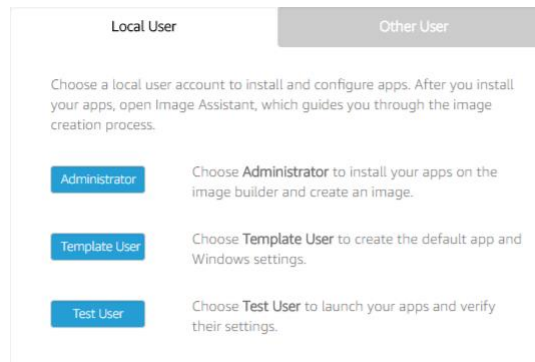 Local User
Other User
Choose a local user account to install and configure apps. After you install
your apps, open Image Assistant, which guides you through the image
creation process.
Administrator
Choose Administrator to install your apps on the
image builder and create an image.
Template User
Choose Template User to create the default app and
Windows settings.
Test User
Choose Test User to launch your apps and verify
their settings.